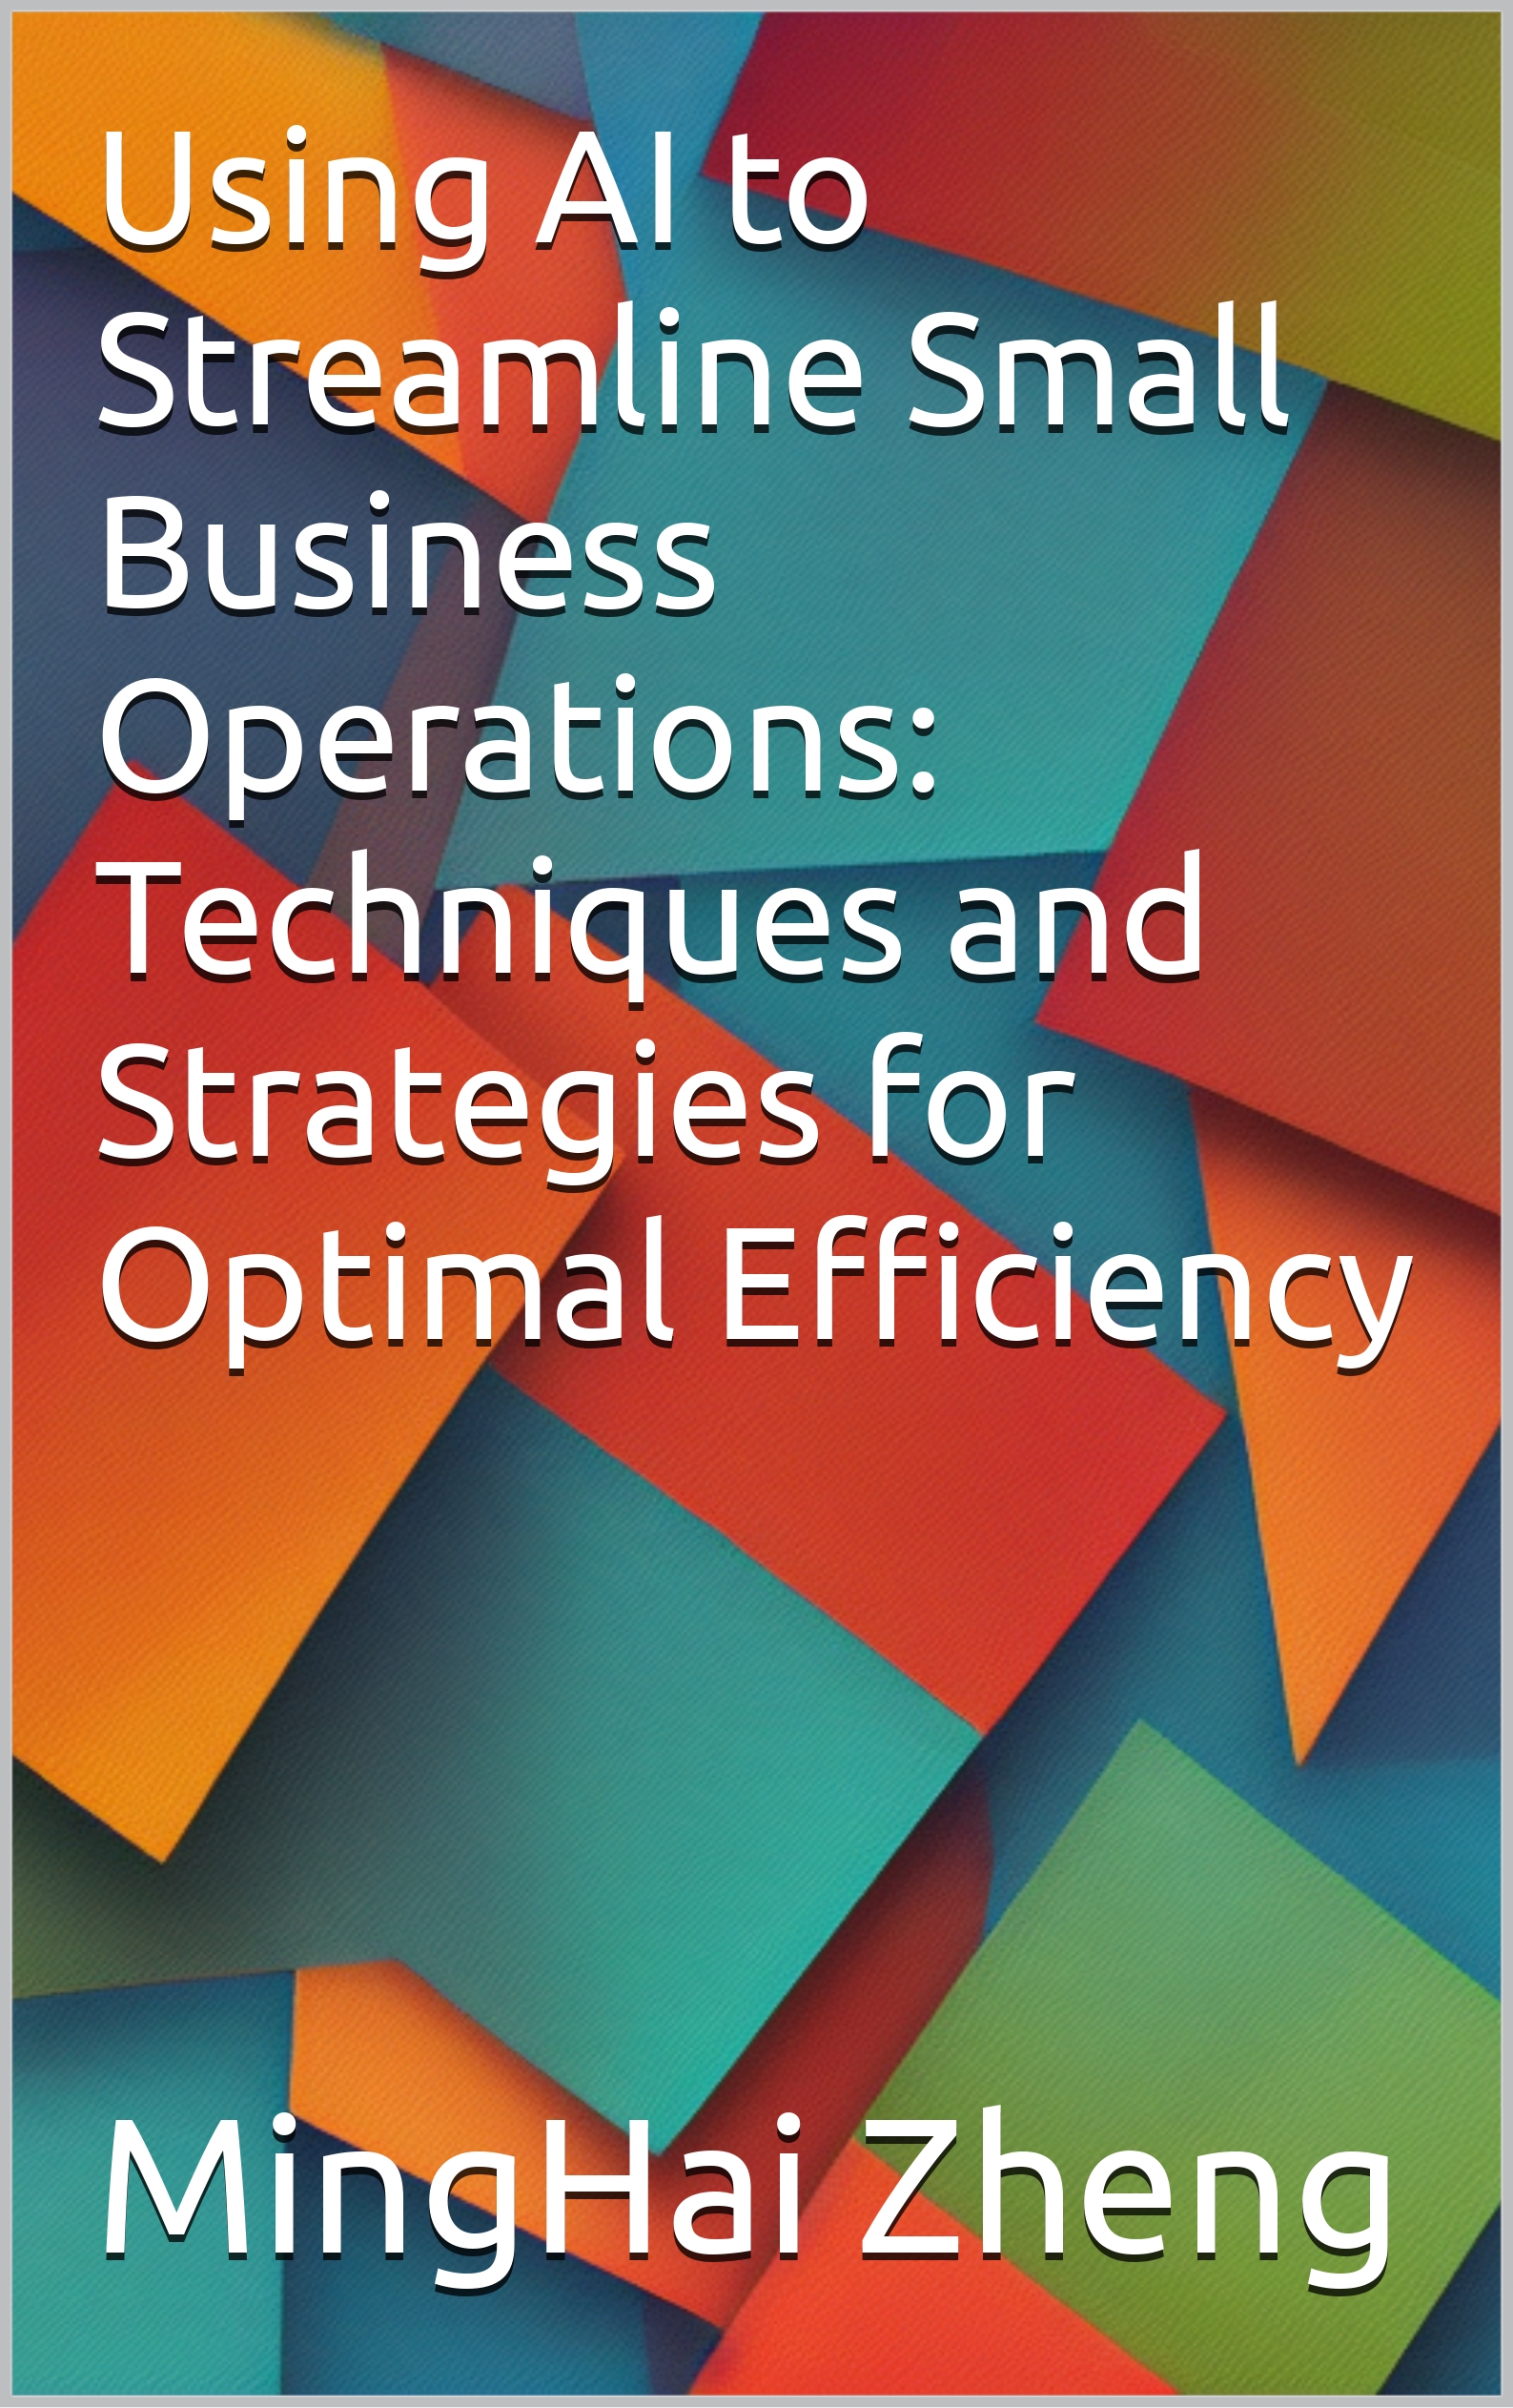 Using AI to
Streamline Small
Business
Operations:
Techniques and
Strategies for
Optimal Efficiency
MingHai Zheng